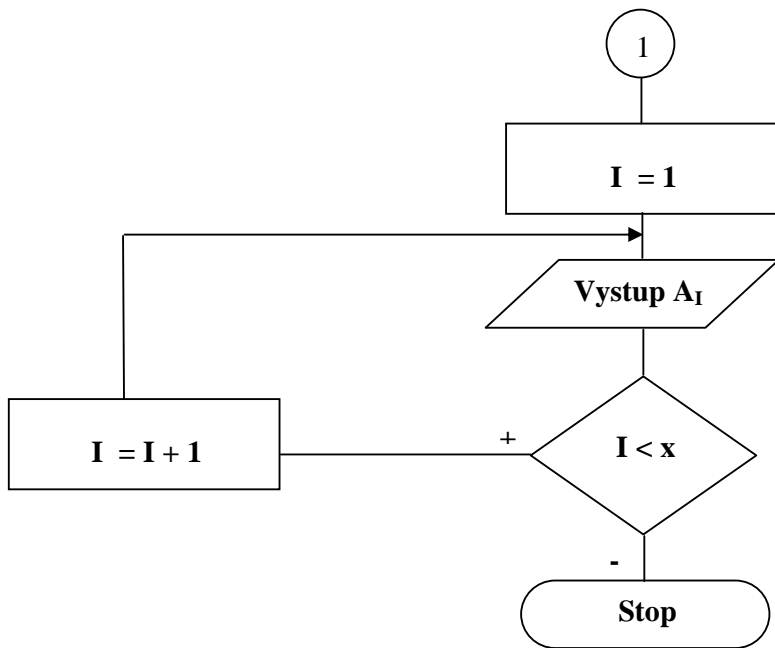 1
I = 1
Vystup A_I
+
I < x
I = I + 1
-
Stop